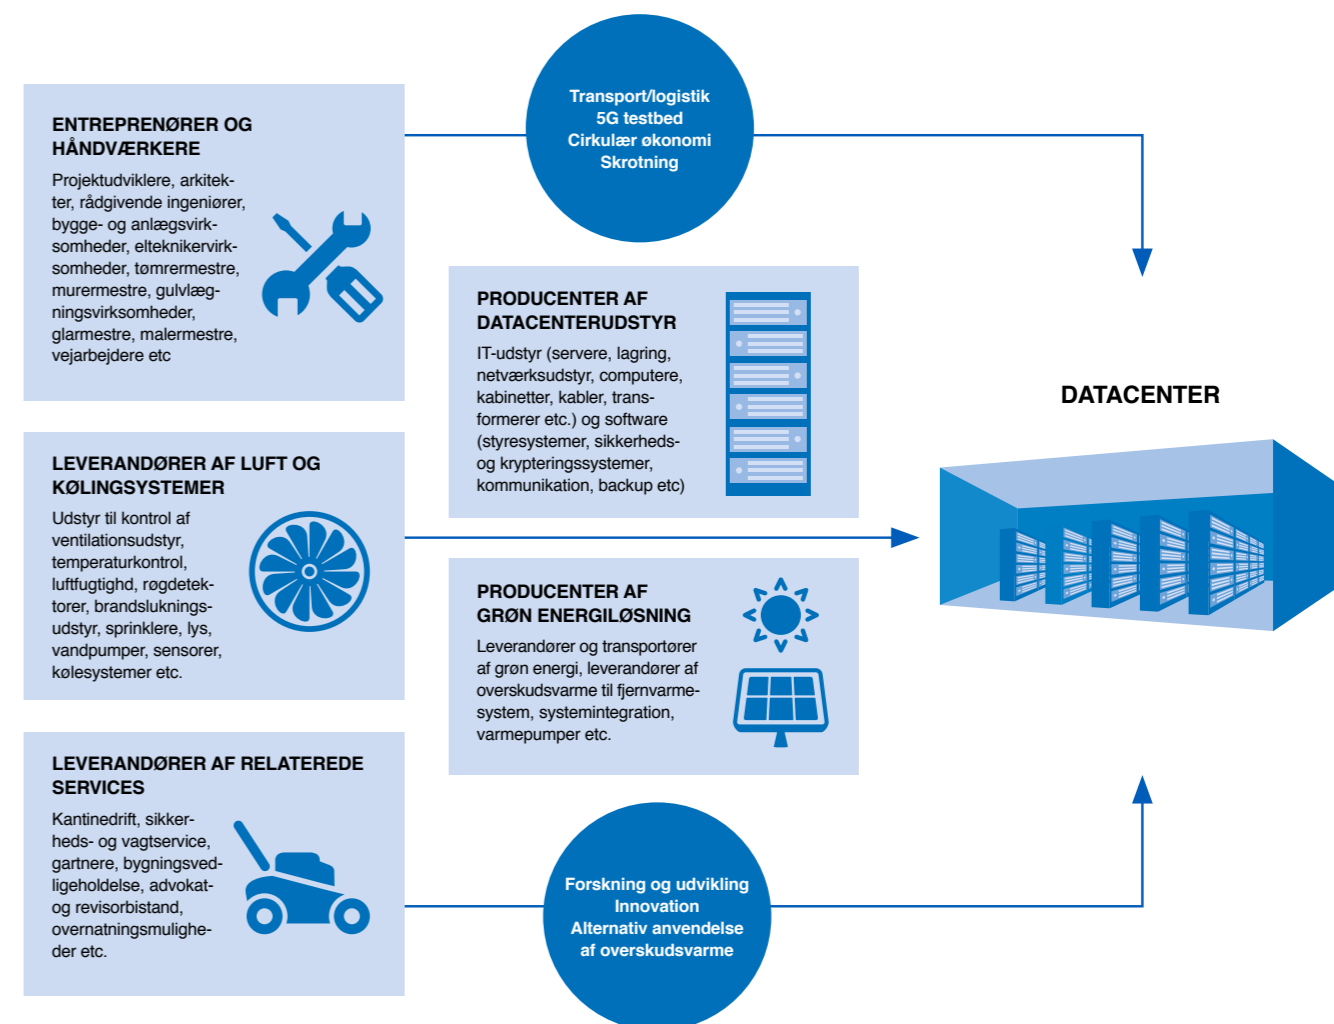 ENTREPRENØRER OG
HÅNDVÆRKERE
Projektudviklere, arkitek-
ter, rådgivende ingeniører,
bygge- og anlægsvirk-
somheder, elteknikervirk-
somheder, tømrermestre,
murermestre, gulvlæg-
ningsvirksomheder,
glarmestre, malermestre,
vejarbejdere etc
Transport/logistik
5G testbed
Cirkulær økonomi
Skrotning
PRODUCENTER AF
DATACENTERUDSTYR
IT-udstyr (servere, lagring,
netværksudstyr, computere,
kabinetter, kabler, trans-
formerer etc.) og software
(styresystemer, sikkerheds-
og krypteringssystemer,
kommunikation, backup etc)
DATACENTER
LEVERANDØRER AF LUFT OG
KØLINGSYSTEMER
Udstyr til kontrol af
ventilationsudstyr,
temperaturkontrol,
luftfugtighd, røgdetek-
torer, brandsluknings-
udstyr, sprinklere, lys,
vandpumper, sensorer,
kølesystemer etc.
PRODUCENTER AF
GRØN ENERGILØSNING
Leverandører og transportører
af grøn energi, leverandører af
overskudsvarme til fjernvarme-
system, systemintegration,
varmepumper etc.
LEVERANDØRER AF RELATEREDE
SERVICES
Kantinedrift, sikker-
heds- og vagtservice,
gartnere, bygningsved-
ligeholdelse, advokat-
og revisorbistand,
overnatningsmulighe-
der etc.
Forskning og udvikling
Innovation
Alternativ anvendelse
af overskudsvarme